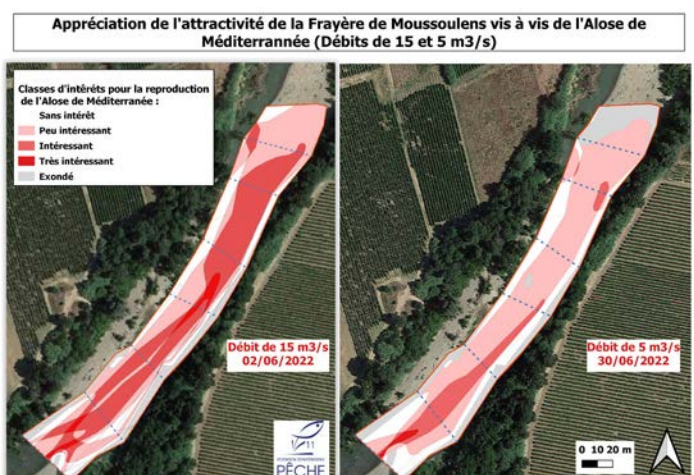 Appréciation de l'attractivité de la Frayère de Moussoulens vis à vis de l'Alose de
Méditerrannée (Débits de 15 et 5 m3/s)
Classes d'intérêts pour la reproduction
de l'Alose de Méditerranée :
Sans intérêt
Peu intéressant
Intéressant
Très intéressant
Exondé
Débit de 15 m3/s
02/06/2022
Débit de 5 m3/s
30/06/2022
11
PÊCHE
0 10 20 m